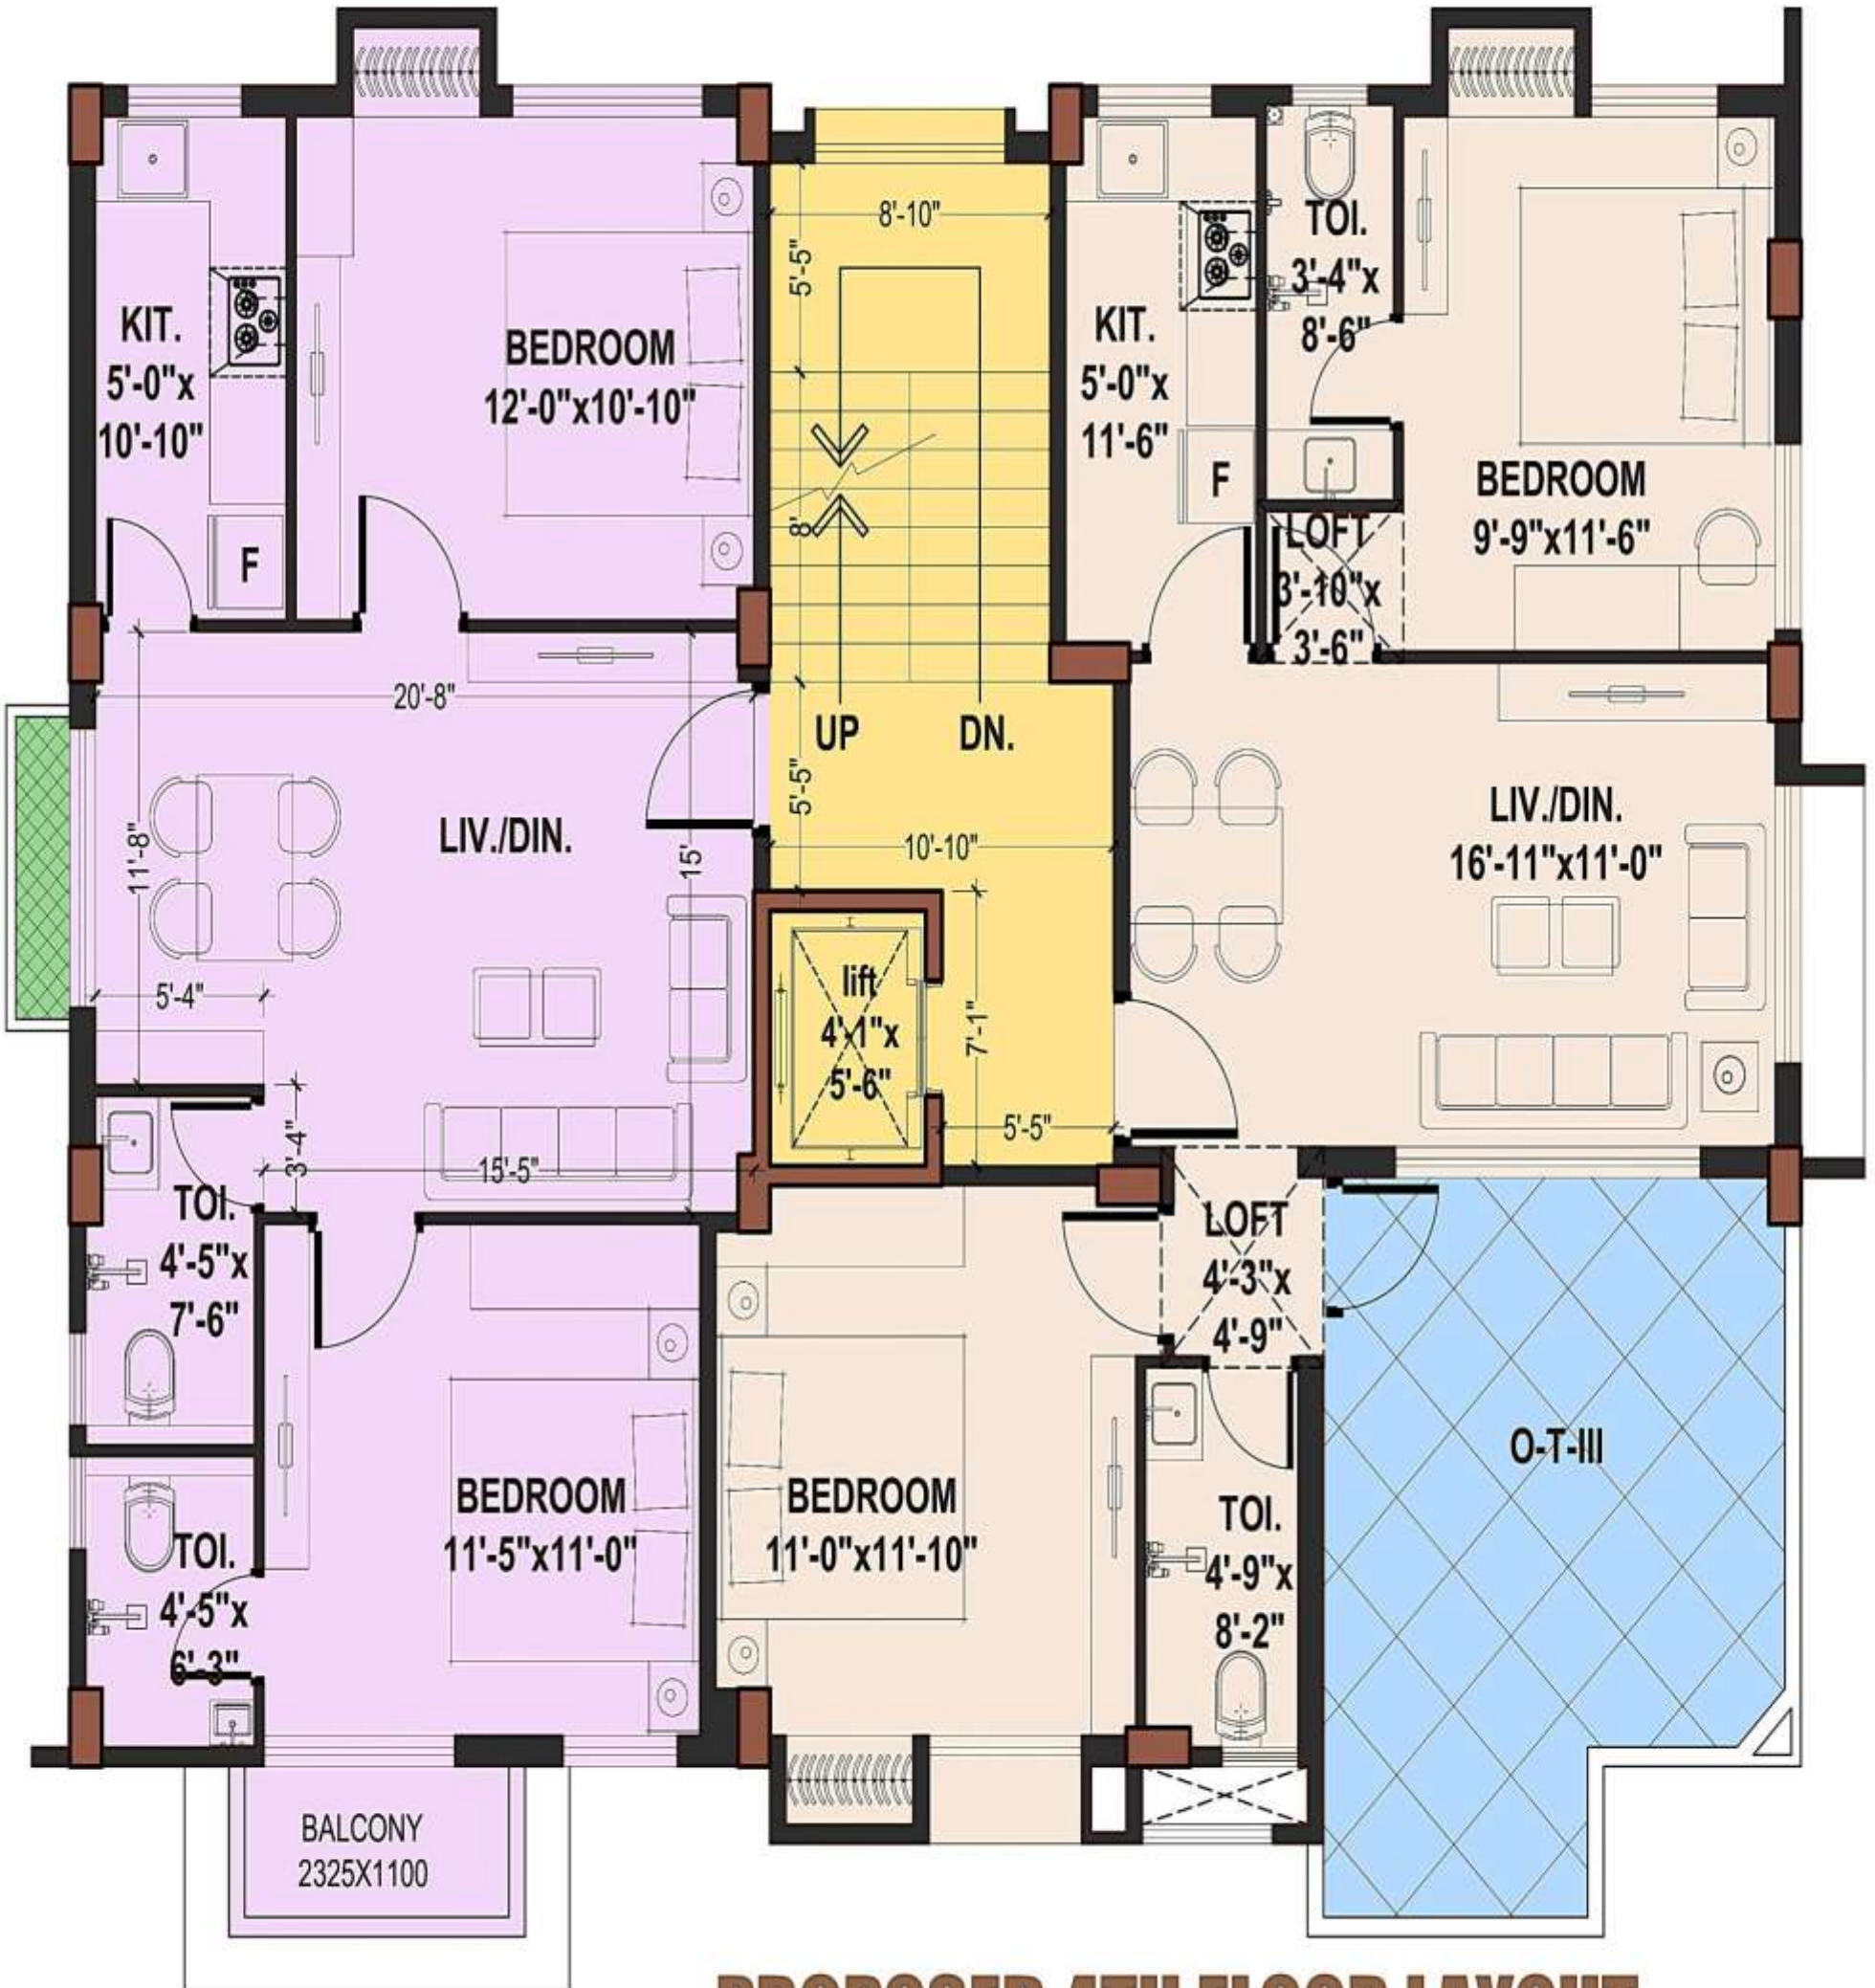 8'-10"
5'-5"
TOI.
3'-4"x
8'-6"
KIT.
5'-0"x
10'-10"
BEDROOM
12'-0"x10'-10"
KIT.
5'-0"x
11'-6"
F
F
8'
BEDROOM
9'-9"x11'-6"
LOFT
3'-10"x
3'-6"
20'-8"
UP
DN.
5'-5"
10'-10"
11'-8"
LIV./DIN.
15'
LIV./DIN.
16'-11"x11'-0"
5'-4"
lift
4'-1"x
5'-6"
7'-1"
5'-5"
3'-4"
15'-5"
TOI.
4'-5"x
7'-6"
LOFT
4'-3"x
4'-9"
O-T-III
BEDROOM
11'-5"x11'-0"
BEDROOM
11'-0"x11'-10"
TOI.
4'-9"x
8'-2"
TOI.
4'-5"x
6'-3"
BALCONY
2325X1100
PROPOSED 4TH FLOOR LAYOUT